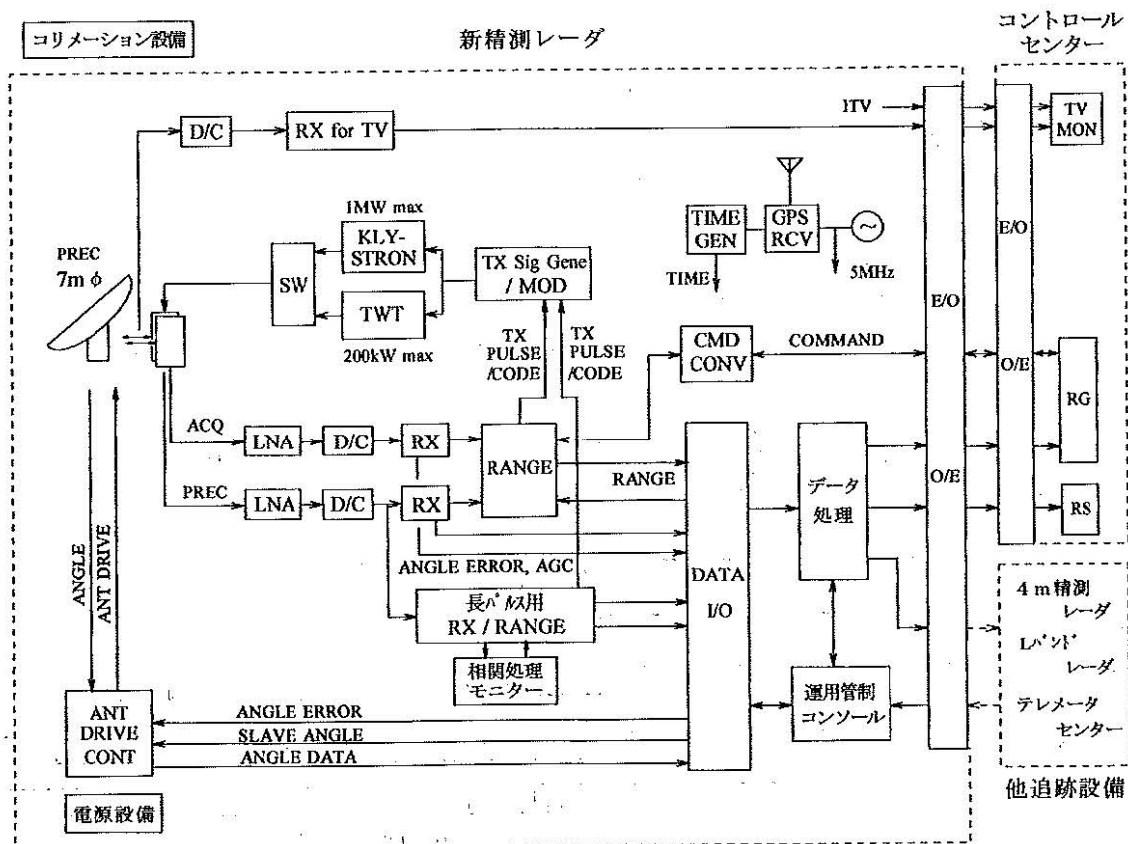 コリメーション設備
新精測レーダ
コントロール
センター
D/C
RX for TV
ITV
TV
MON
1MW max
KLY-
STRON
TX Sig Gene
/ MOD
SW
TWT
200kW max
TIME
GEN
GPS
RCV
TIME
5MHz
PREC
7m φ
TX
PULSE
/CODE
TX
PULSE
/CODE
CMD
CONV
COMMAND
E/O
O/E
E/O
O/E
RG
RS
ACQ
LNA
D/C
RX
RANGE
RANGE
PREC
LNA
D/C
RX
ANGLE ERROR, AGC
データ
処理
DATA
I/O
ANGLE
ANT DRIVE
長パルス用
RX / RANGE
相関処理
モニター
運用管制
コンソール
4m精測
レーダ
Lバンド
レーダ
テレメータ
センター
他追跡設備
ANT
DRIVE
CONT
ANGLE ERROR
SLAVE ANGLE
ANGLE DATA
電源設備